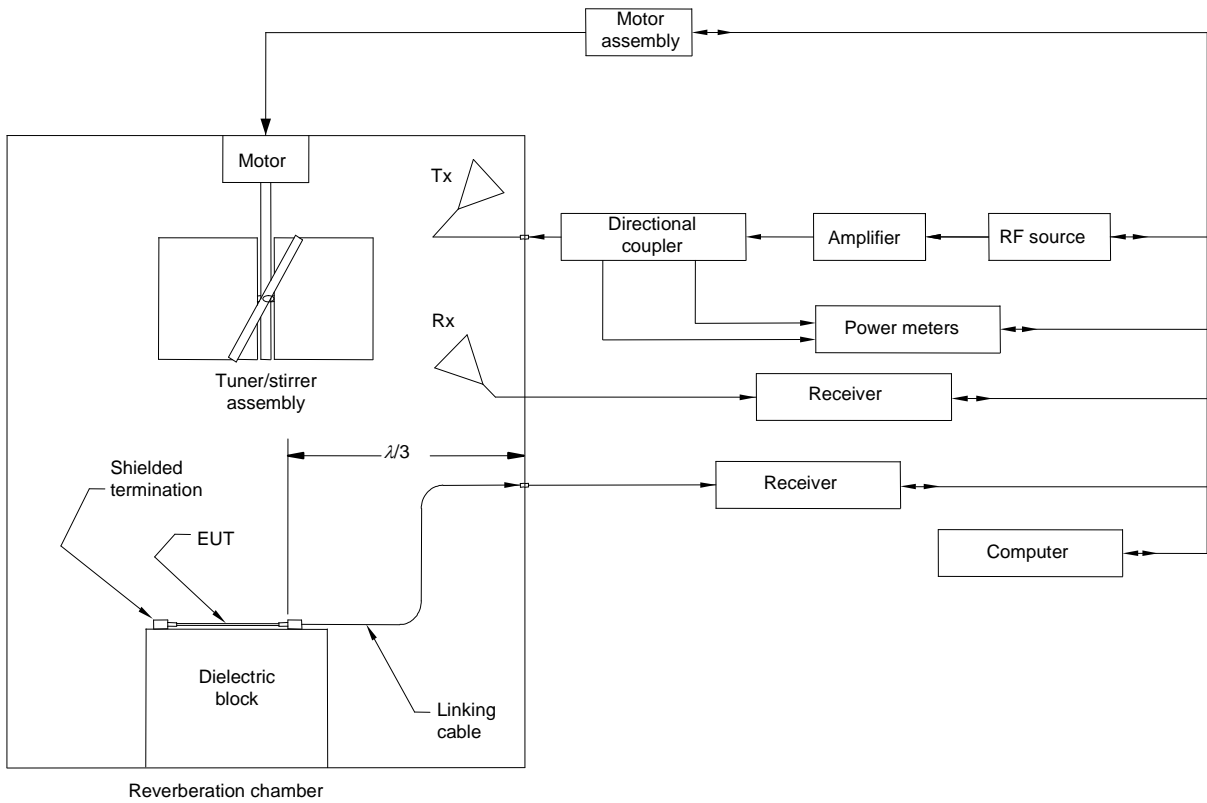 Motor
assembly
Motor
Tx
Directional
coupler
Amplifier
RF source
Rx
Power meters
Tuner/stirrer
assembly
Receiver
λ/3
Shielded
termination
Receiver
EUT
Computer
Dielectric
block
Linking
cable
Reverberation chamber